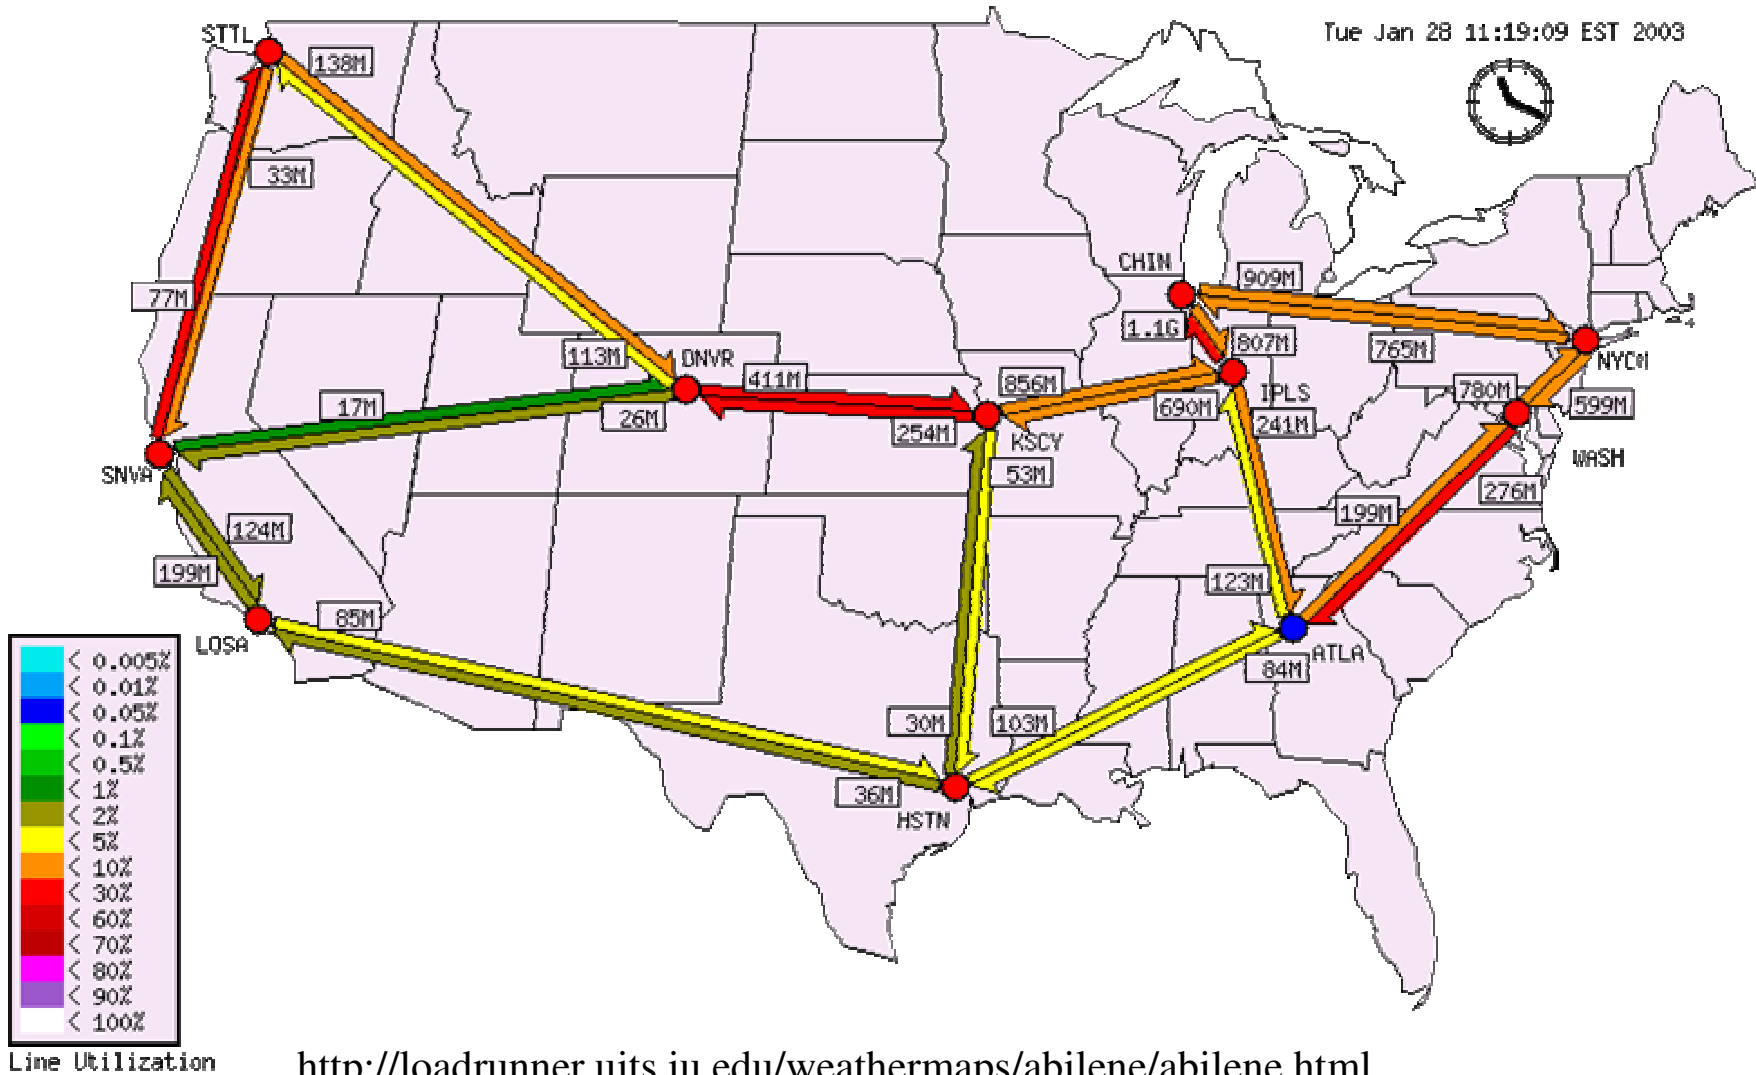 Tue Jan 28 11:19:09 EST 2003
STTL
138M
33M
77M
CHIN
909M
1.1G
807M
765M
NYCM
113M
DNVR
411M
856M
IPLS
780M
599M
17M
26M
254M
KSCY
690M
241M
WASH
SNVA
53M
276M
199M
124M
199M
123M
85M
LOSA
ATLA
84M
30M
103M
36M
HSTN
< 0.005%
< 0.01%
< 0.05%
< 0.1%
< 0.5%
< 1%
< 2%
< 5%
< 10%
< 30%
< 60%
< 70%
< 80%
< 90%
< 100%
Line Utilization
http://loadrunner.uits.iu.edu/weathermaps/abilene/abilene.html